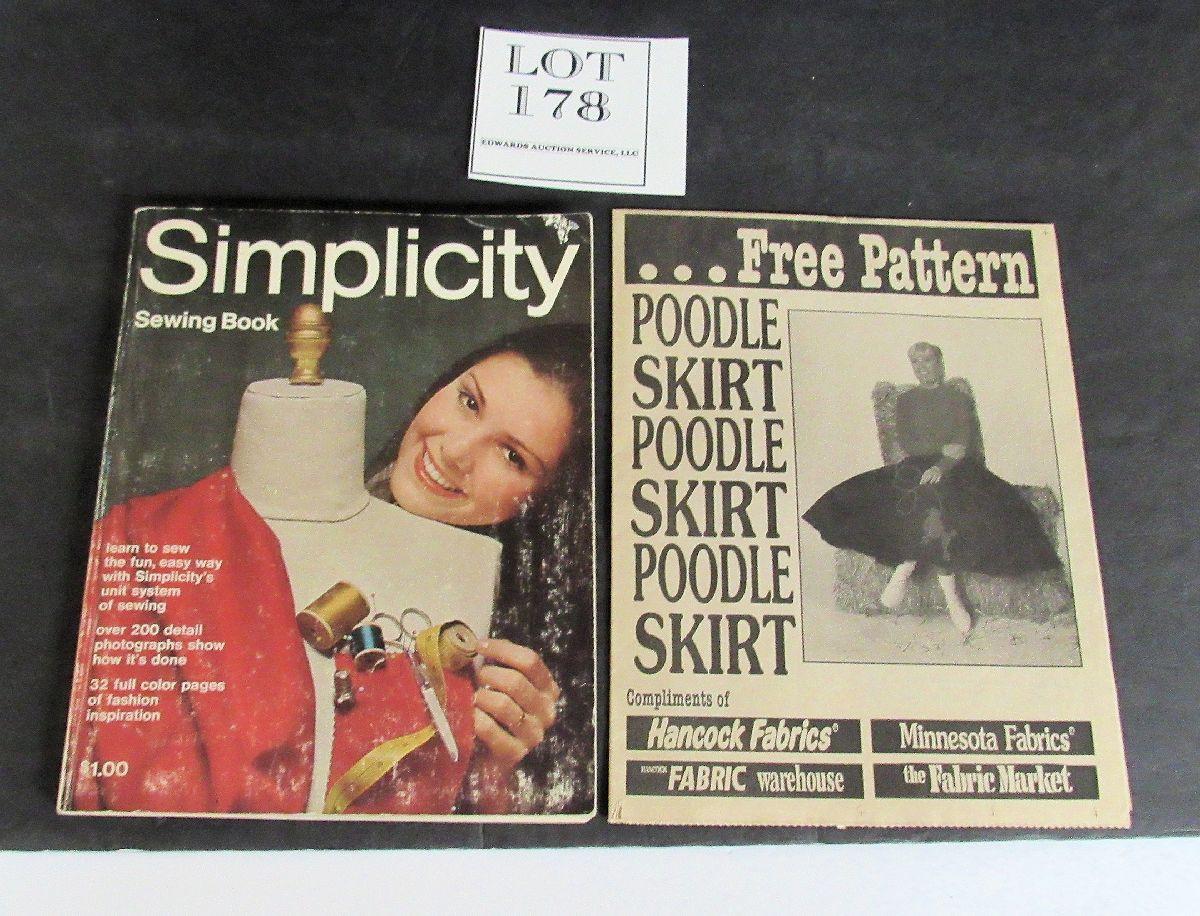 LOT
178
EDWARDS AUCTION SERVICE, LLC
Simplicity
Sewing Book
learn to sew
the fun, easy way
with Simplicity's
unit system
of sewing
over 200 detail
photographs show
how it's done
32 full color pages
of fashion
inspiration
$1.00
...Free Pattern
POODLE
SKIRT
POODLE
SKIRT
POODLE
SKIRT
Compliments of
Hancock Fabrics®
Minnesota Fabrics®
HANCOCK FABRIC warehouse
the Fabric Market